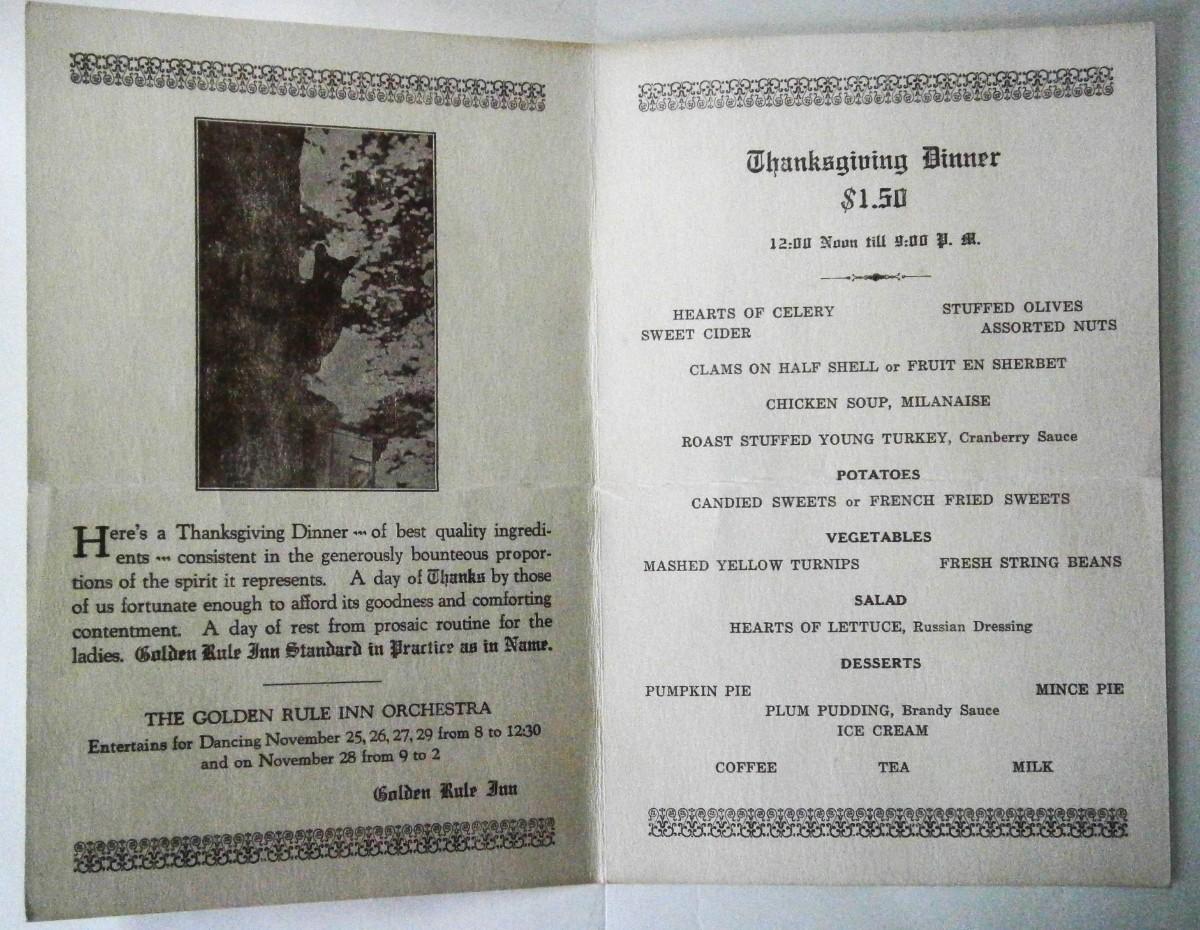 Here's a Thanksgiving Dinner --- of best quality ingredi-
ents --- consistent in the generously bounteous propor-
tions of the spirit it represents. A day of Thanks by those
of us fortunate enough to afford its goodness and comforting
contentment. A day of rest from prosaic routine for the
ladies. Golden Rule Inn Standard in Practice as in Name.
THE GOLDEN RULE INN ORCHESTRA
Entertains for Dancing November 25, 26, 27, 29 from 8 to 12:30
and on November 28 from 9 to 2
Golden Rule Inn
Thanksgiving Dinner
$1.50
12:00 Noon till 9:00 P. M.
HEARTS OF CELERY STUFFED OLIVES
SWEET CIDER ASSORTED NUTS
CLAMS ON HALF SHELL or FRUIT EN SHERBET
CHICKEN SOUP, MILANAISE
ROAST STUFFED YOUNG TURKEY, Cranberry Sauce
POTATOES
CANDIED SWEETS or FRENCH FRIED SWEETS
VEGETABLES
MASHED YELLOW TURNIPS FRESH STRING BEANS
SALAD
HEARTS OF LETTUCE, Russian Dressing
DESSERTS
PUMPKIN PIE MINCE PIE
PLUM PUDDING, Brandy Sauce
ICE CREAM
COFFEE TEA MILK